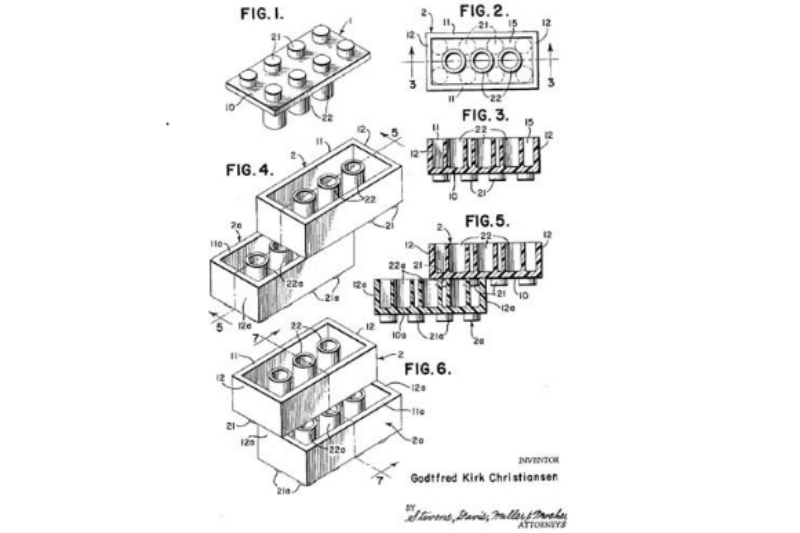 FIG. 1.
1
21
10
22
FIG. 2.
2
11
21
15
12
12
3
3
11
22
FIG. 3.
11
22
15
12
12
10
21
FIG. 4.
11
12
5
2
22
21
2a
11a
22a
21a
12a
5
FIG. 5.
2
22
12
12
21
22a
12a
10
21
12a
10a
21a
2a
FIG. 6.
7
22
12
11
2
12
12a
21
11a
12a
22a
2a
21a
7
INVENTOR
Godtfred Kirk Christiansen
BY
Stevens, Davis, Miller & Mosher
ATTORNEYS